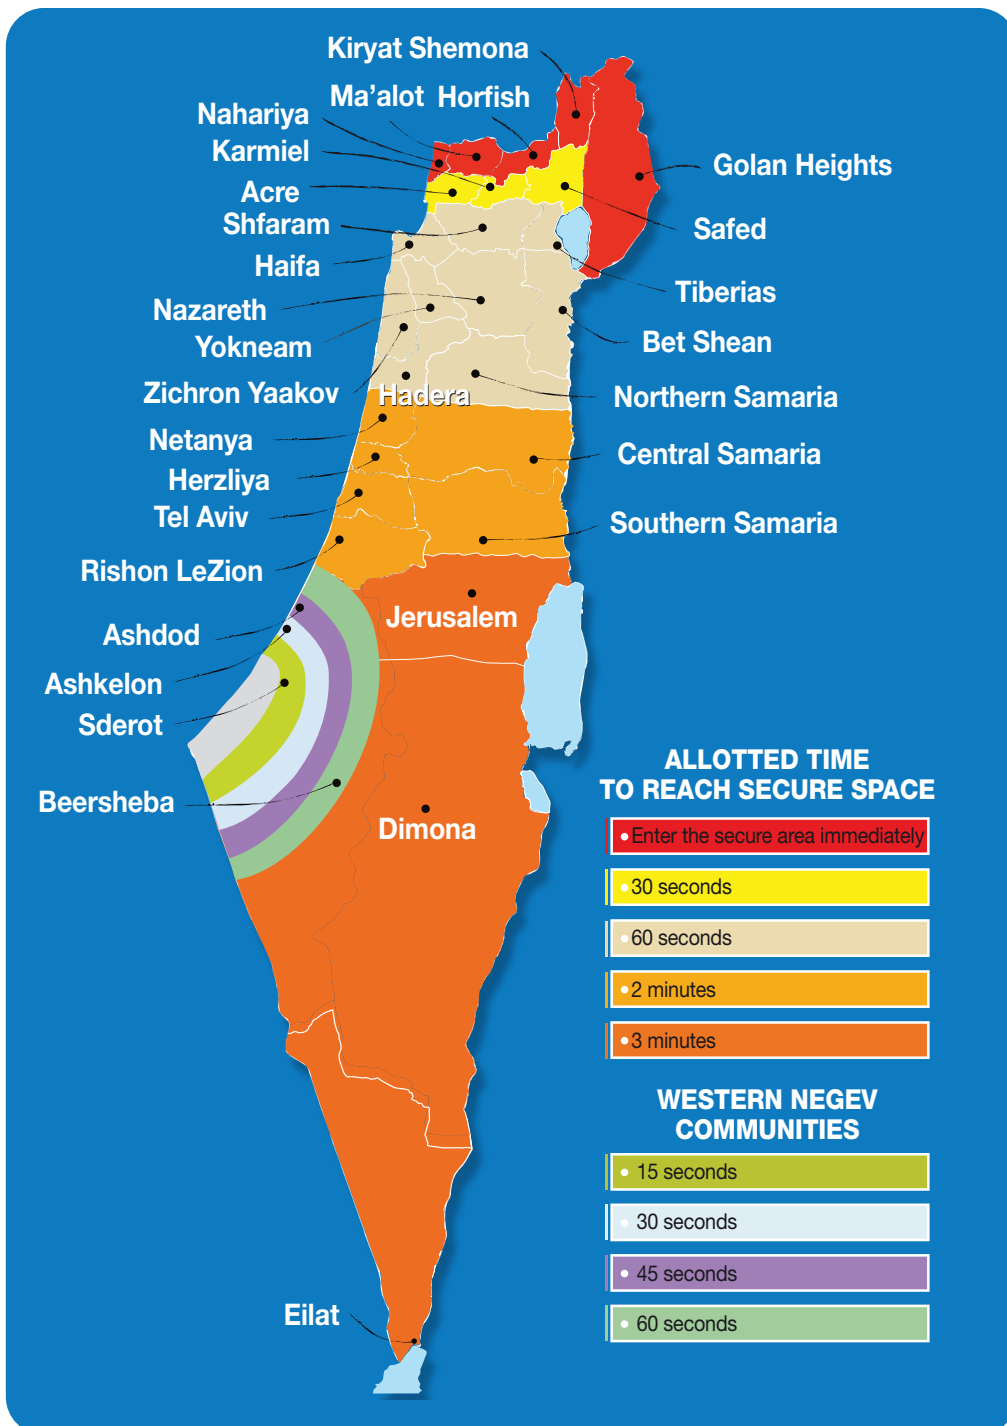 Kiryat Shemona
Ma'alot Horfish
Nahariya
Karmiel
Golan Heights
Acre
Shfaram
Safed
Haifa
Tiberias
Nazareth
Yokneam
Bet Shean
Zichron Yaakov
Hadera
Northern Samaria
Netanya
Central Samaria
Herzliya
Tel Aviv
Southern Samaria
Rishon LeZion
Jerusalem
Ashdod
Ashkelon
Sderot
Beersheba
Dimona
Eilat
ALLOTTED TIME
TO REACH SECURE SPACE
• Enter the secure area immediately
• 30 seconds
• 60 seconds
• 2 minutes
• 3 minutes
WESTERN NEGEV
COMMUNITIES
• 15 seconds
• 30 seconds
• 45 seconds
• 60 seconds